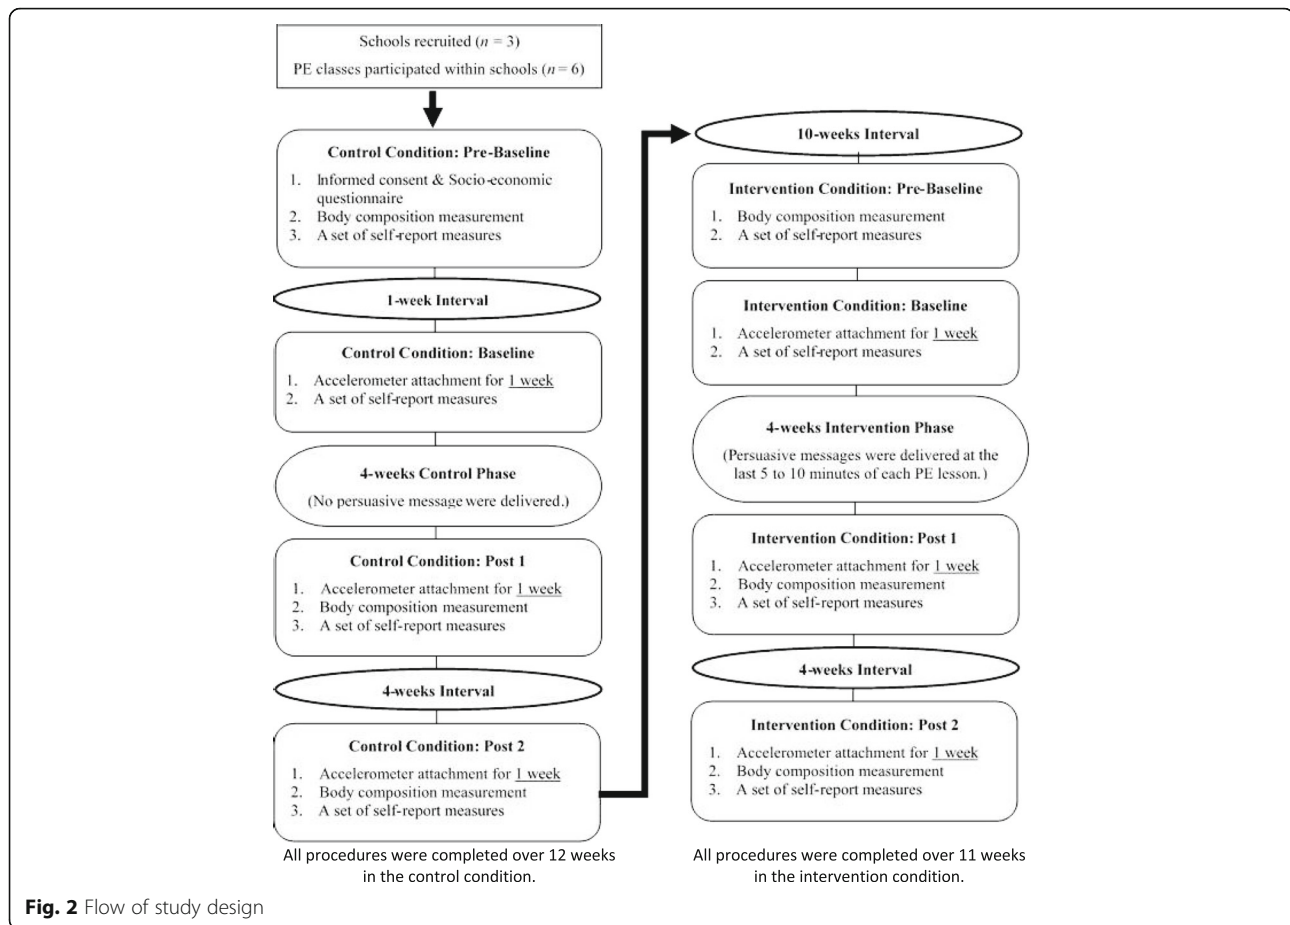 Schools recruited (n = 3)
PE classes participated within schools (n = 6)
Control Condition: Pre-Baseline
1. Informed consent & Socio-economic
questionnaire
2. Body composition measurement
3. A set of self-report measures
1-week Interval
Control Condition: Baseline
1. Accelerometer attachment for 1 week
2. A set of self-report measures
4-weeks Control Phase
(No persuasive message were delivered.)
Control Condition: Post 1
1. Accelerometer attachment for 1 week
2. Body composition measurement
3. A set of self-report measures
4-weeks Interval
Control Condition: Post 2
1. Accelerometer attachment for 1 week
2. Body composition measurement
3. A set of self-report measures
All procedures were completed over 12 weeks
in the control condition.
10-weeks Interval
Intervention Condition: Pre-Baseline
1. Body composition measurement
2. A set of self-report measures
Intervention Condition: Baseline
1. Accelerometer attachment for 1 week
2. A set of self-report measures
4-weeks Intervention Phase
(Persuasive messages were delivered at the
last 5 to 10 minutes of each PE lesson.)
Intervention Condition: Post 1
1. Accelerometer attachment for 1 week
2. Body composition measurement
3. A set of self-report measures
4-weeks Interval
Intervention Condition: Post 2
1. Accelerometer attachment for 1 week
2. Body composition measurement
3. A set of self-report measures
All procedures were completed over 11 weeks
in the intervention condition.
Fig. 2 Flow of study design